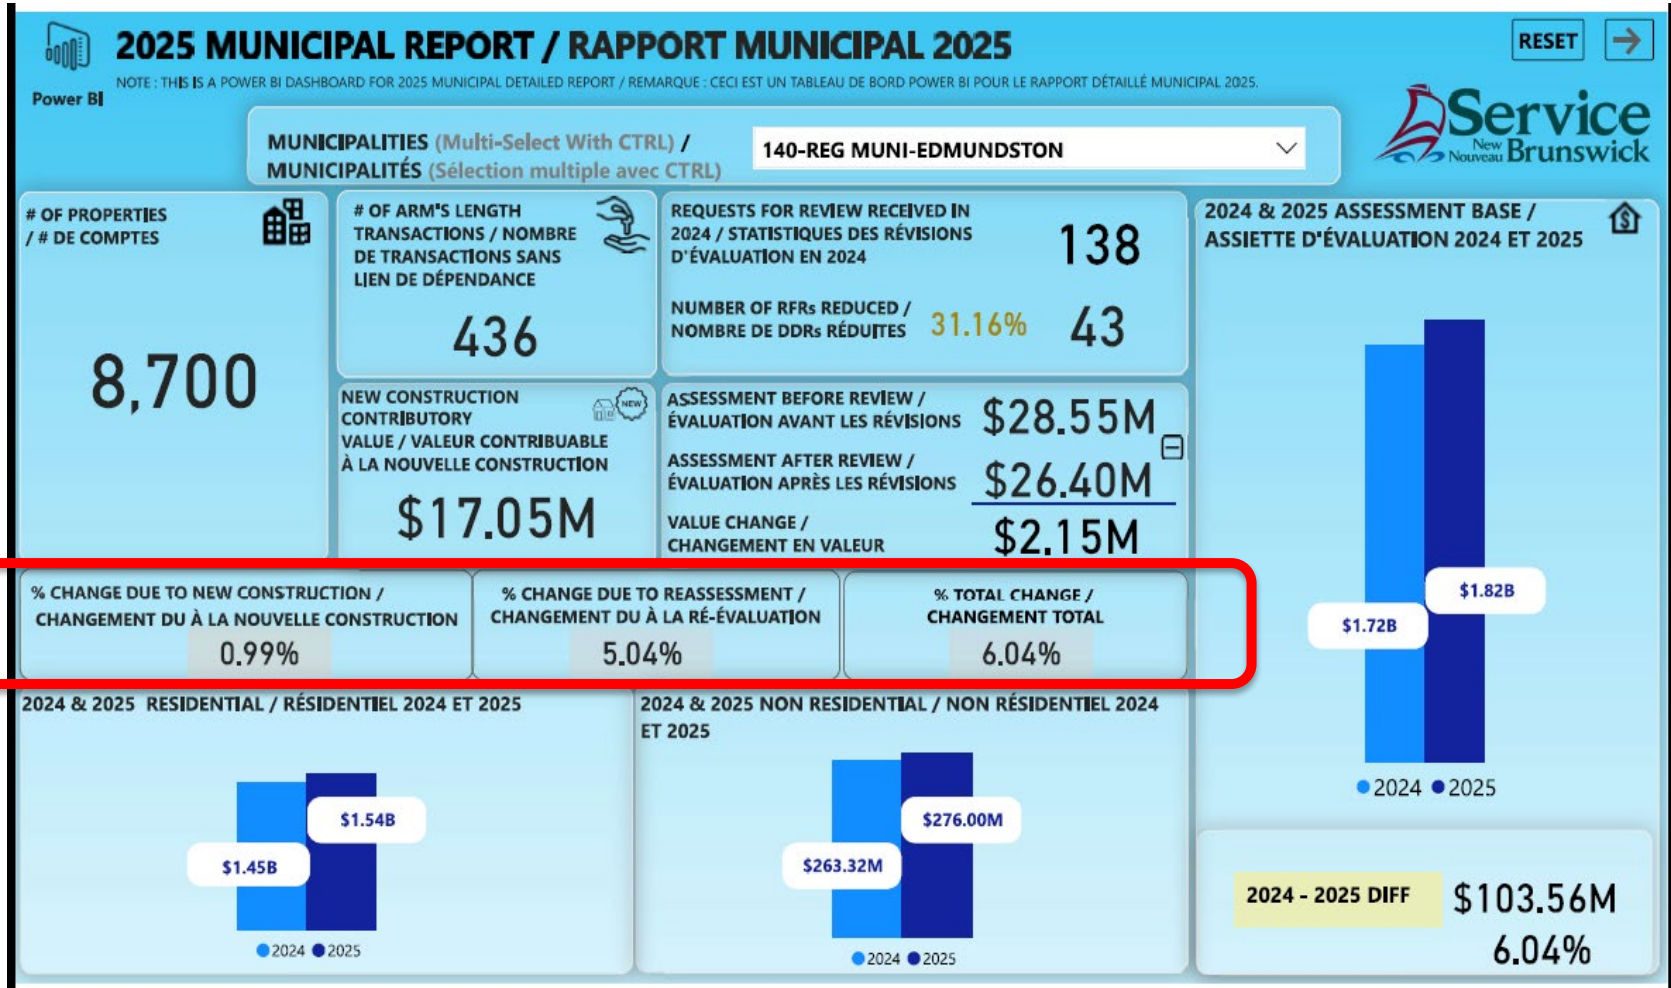 2025 MUNICIPAL REPORT / RAPPORT MUNICIPAL 2025
RESET
NOTE : THIS IS A POWER BI DASHBOARD FOR 2025 MUNICIPAL DETAILED REPORT / REMARQUE : CECI EST UN TABLEAU DE BORD POWER BI POUR LE RAPPORT DÉTAILLÉ MUNICIPAL 2025.
Power BI
Service
New
Nouveau Brunswick
MUNICIPALITIES (Multi-Select With CTRL) /
MUNICIPALITÉS (Sélection multiple avec CTRL)
140-REG MUNI-EDMUNDSTON
# OF PROPERTIES
/ # DE COMPTES
8,700
# OF ARM'S LENGTH
TRANSACTIONS / NOMBRE
DE TRANSACTIONS SANS
LIEN DE DÉPENDANCE
436
REQUESTS FOR REVIEW RECEIVED IN
2024 / STATISTIQUES DES RÉVISIONS
D'ÉVALUATION EN 2024
138
NUMBER OF RFRs REDUCED /
NOMBRE DE DDRs RÉDUITES
31.16%
43
NEW CONSTRUCTION
CONTRIBUTORY
VALUE / VALEUR CONTRIBUABLE
À LA NOUVELLE CONSTRUCTION
NEW
$17.05M
ASSESSMENT BEFORE REVIEW /
ÉVALUATION AVANT LES RÉVISIONS
$28.55M
ASSESSMENT AFTER REVIEW /
ÉVALUATION APRÈS LES RÉVISIONS
$26.40M
VALUE CHANGE /
CHANGEMENT EN VALEUR
$2.15M
2024 & 2025 ASSESSMENT BASE /
ASSIETTE D'ÉVALUATION 2024 ET 2025
$1.82B
$1.72B
2024 2025
% CHANGE DUE TO NEW CONSTRUCTION /
CHANGEMENT DU À LA NOUVELLE CONSTRUCTION
0.99%
% CHANGE DUE TO REASSESSMENT /
CHANGEMENT DU À LA RÉ-ÉVALUATION
5.04%
% TOTAL CHANGE /
CHANGEMENT TOTAL
6.04%
2024 & 2025 RESIDENTIAL / RÉSIDENTIEL 2024 ET 2025
$1.54B
$1.45B
2024 2025
2024 & 2025 NON RESIDENTIAL / NON RÉSIDENTIEL 2024
ET 2025
$276.00M
$263.32M
2024 2025
2024 - 2025 DIFF
$103.56M
6.04%